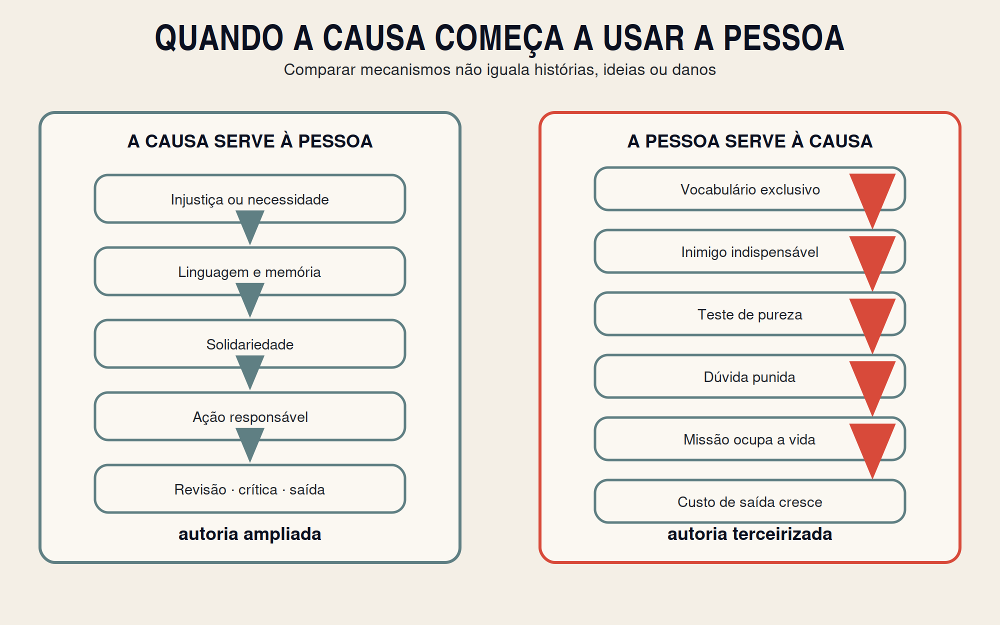 QUANDO A CAUSA COMEÇA A USAR A PESSOA
Comparar mecanismos não iguala histórias, ideias ou danos
A CAUSA SERVE À PESSOA
Injustiça ou necessidade
Linguagem e memória
Solidariedade
Ação responsável
Revisão · crítica · saída
autoria ampliada
A PESSOA SERVE À CAUSA
Vocabulário exclusivo
Inimigo indispensável
Teste de pureza
Dúvida punida
Missão ocupa a vida
Custo de saída cresce
autoria terceirizada